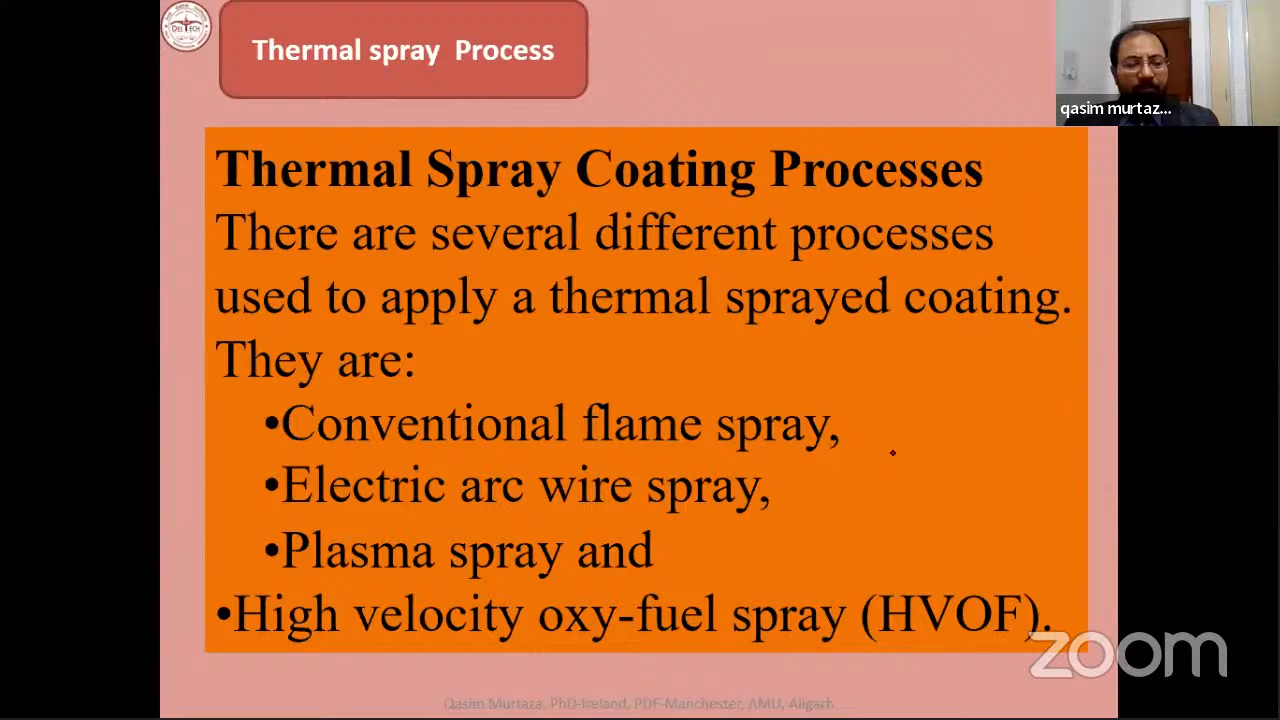 DELTECH
Thermal spray Process
qasim murtaz...
Thermal Spray Coating Processes
There are several different processes
used to apply a thermal sprayed coating.
They are:
•Conventional flame spray,
•Electric arc wire spray,
•Plasma spray and
•High velocity oxy-fuel spray (HVOF).
zoom
Qasim Murtaza, PhD-Ireland, PDF-Manchester, AMU, Aligarh